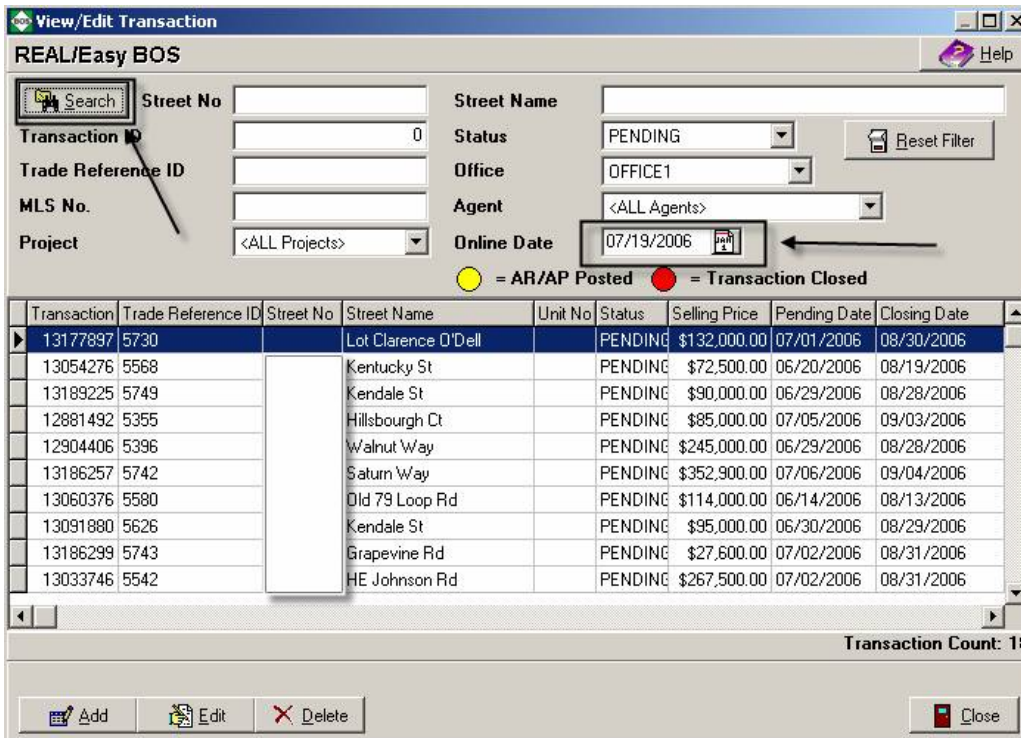 BOS View/Edit Transaction
REAL/Easy BOS Help
Search Street No Street Name
Transaction ID 0 Status PENDING Reset Filter
Trade Reference ID Office OFFICE1
MLS No. Agent <ALL Agents>
Project <ALL Projects> Online Date 07/19/2006 JAN 1
= AR/AP Posted = Transaction Closed
Transaction Trade Reference ID Street No Street Name Unit No Status Selling Price Pending Date Closing Date
13177897 5730 Lot Clarence O'Dell PENDING $132,000.00 07/01/2006 08/30/2006
13054276 5568 Kentucky St PENDING $72,500.00 06/20/2006 08/19/2006
13189225 5749 Kendale St PENDING $90,000.00 06/29/2006 08/28/2006
12881492 5355 Hillsbourgh Ct PENDING $85,000.00 07/05/2006 09/03/2006
12904406 5396 Walnut Way PENDING $245,000.00 06/29/2006 08/28/2006
13186257 5742 Saturn Way PENDING $352,900.00 07/06/2006 09/04/2006
13060376 5580 Old 79 Loop Rd PENDING $114,000.00 06/14/2006 08/13/2006
13091880 5626 Kendale St PENDING $95,000.00 06/30/2006 08/29/2006
13186299 5743 Grapevine Rd PENDING $27,600.00 07/02/2006 08/31/2006
13033746 5542 HE Johnson Rd PENDING $267,500.00 07/02/2006 08/31/2006
Transaction Count:
Add Edit Delete Close